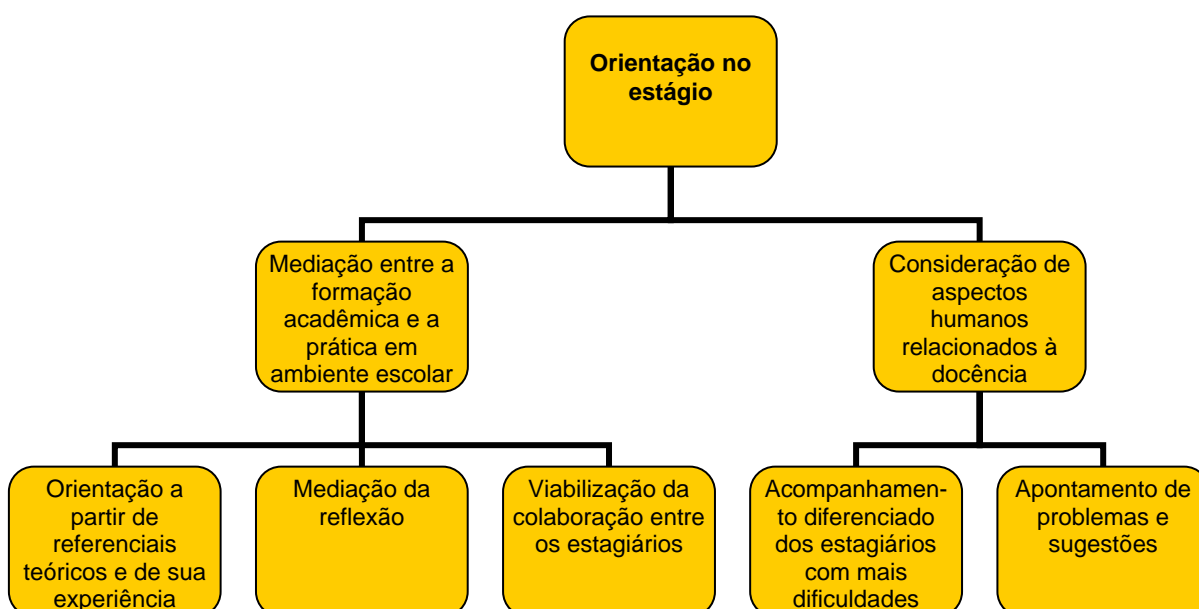 Orientação no
estágio
Mediação entre a
formação
acadêmica e a
prática em
ambiente escolar
Consideração de
aspectos
humanos
relacionados à
docência
Orientação a
partir de
referenciais
teóricos e de sua
experiência
Mediação da
reflexão
Viabilização da
colaboração entre
os estagiários
Acompanhamen-
to diferenciado
dos estagiários
com mais
dificuldades
Apontamento de
problemas e
sugestões